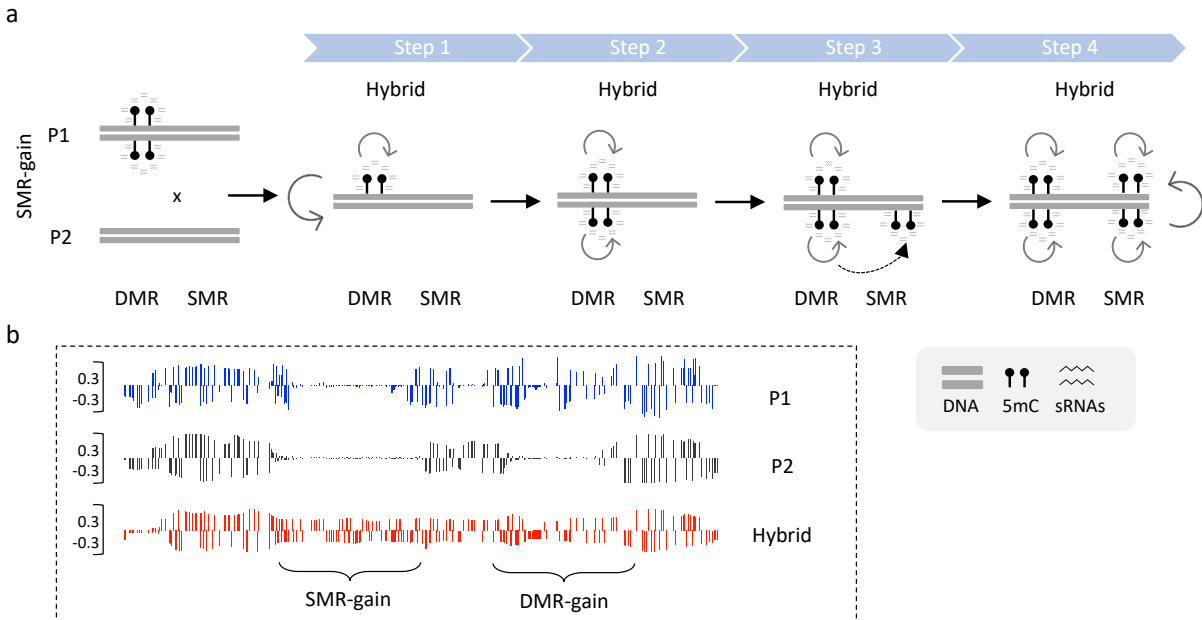 a
Step 1 Step 2 Step 3 Step 4
Hybrid Hybrid Hybrid Hybrid
SMR-gain
P1
x
P2
DMR SMR DMR SMR DMR SMR DMR SMR DMR SMR
b
0.3
-0.3
P1
0.3
-0.3
P2
0.3
-0.3
Hybrid
SMR-gain DMR-gain
DNA 5mC sRNAs